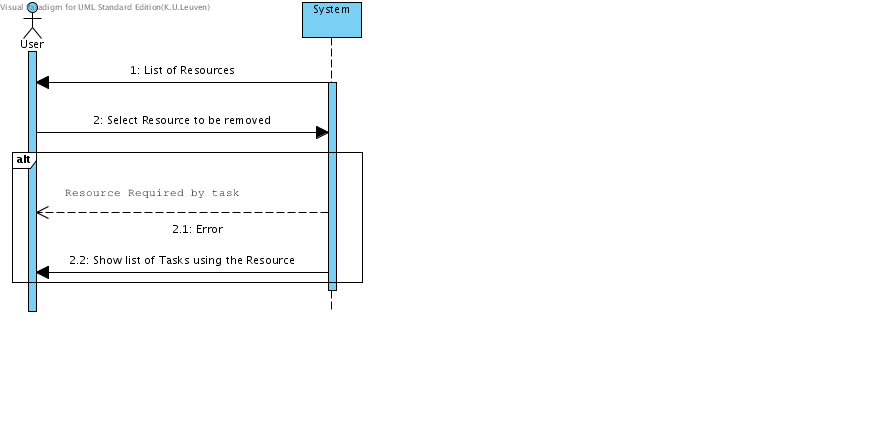 Visual Paradigm for UML Standard Edition(K.U.Leuven)
System
User
1: List of Resources
2: Select Resource to be removed
alt
Resource Required by task
2.1: Error
2.2: Show list of Tasks using the Resource